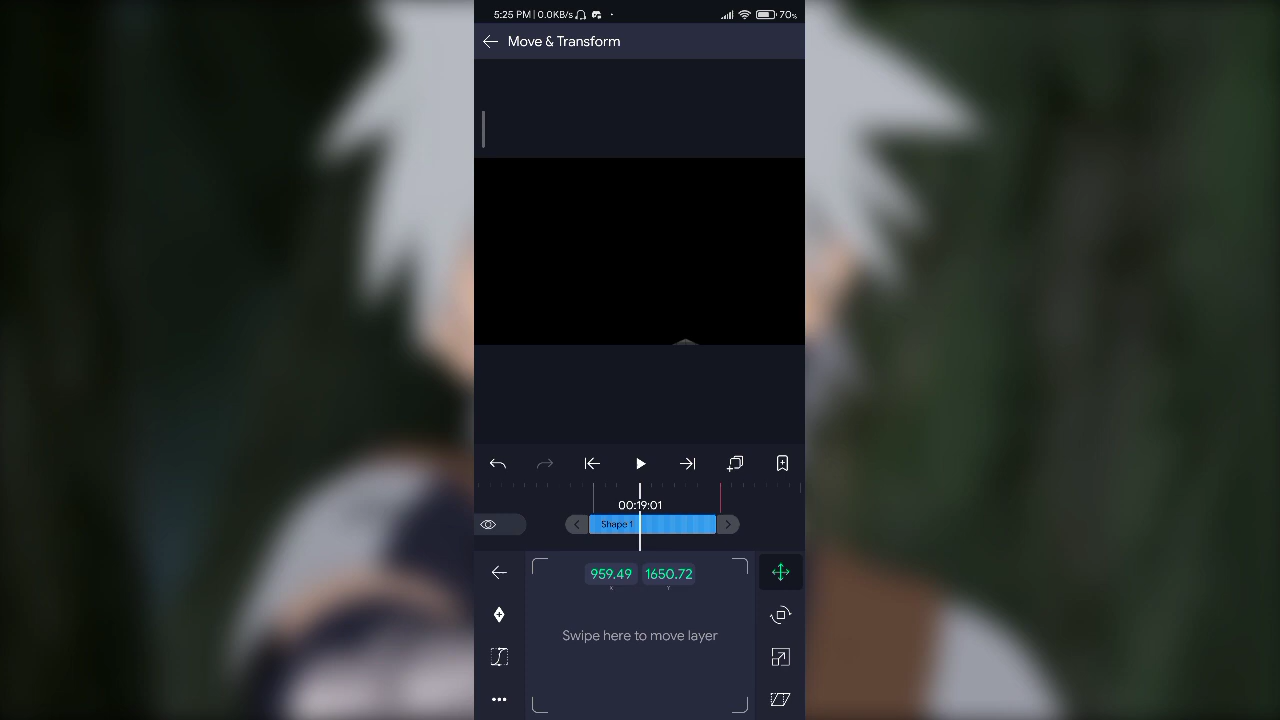 5:25 PM | 0.0KB/s
70%
Move & Transform
00:19:01
Shape 1
959.49 1650.72
X Y
Swipe here to move layer